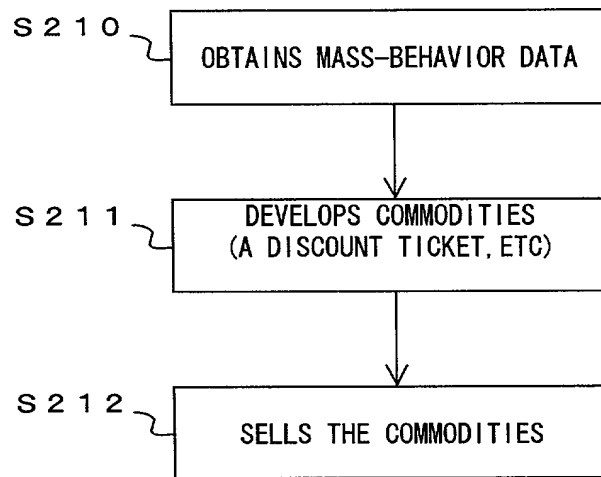 S210
OBTAINS MASS-BEHAVIOR DATA
S211
DEVELOPS COMMODITIES
(A DISCOUNT TICKET, ETC)
S212
SELLS THE COMMODITIES